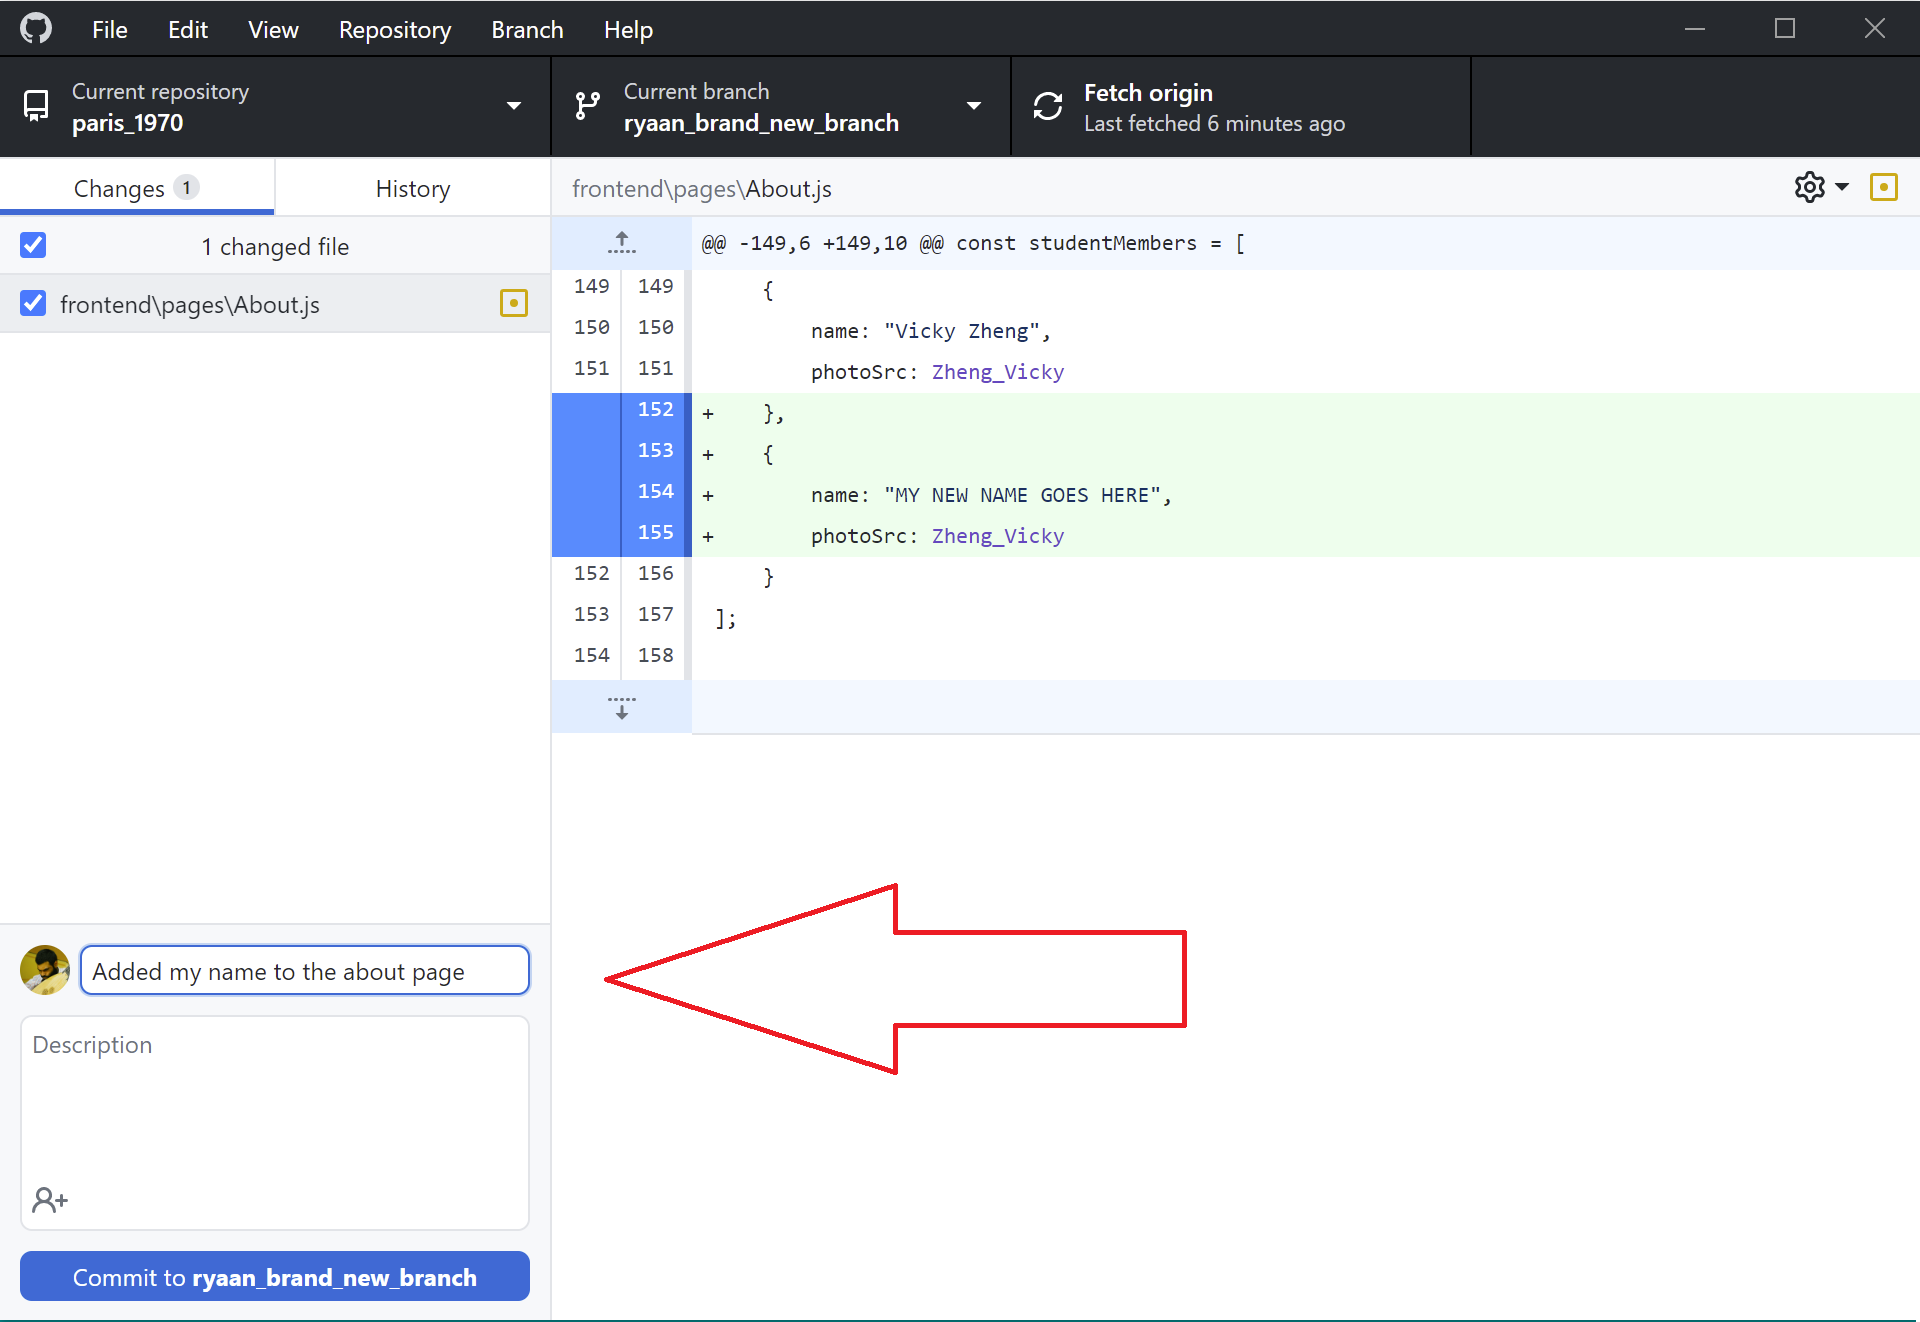 File Edit View Repository Branch Help
Current repository
paris_1970
Current branch
ryaan_brand_new_branch
Fetch origin
Last fetched 6 minutes ago
Changes 1
History
frontend\pages\About.js
1 changed file
frontend\pages\About.js
@@ -149,6 +149,10 @@ const studentMembers = [
149 149 {
150 150 name: "Vicky Zheng",
151 151 photoSrc: Zheng_Vicky
152 + },
153 + {
154 + name: "MY NEW NAME GOES HERE",
155 + photoSrc: Zheng_Vicky
152 156 }
153 157 ];
154 158
Added my name to the about page
Description
Commit to ryaan_brand_new_branch